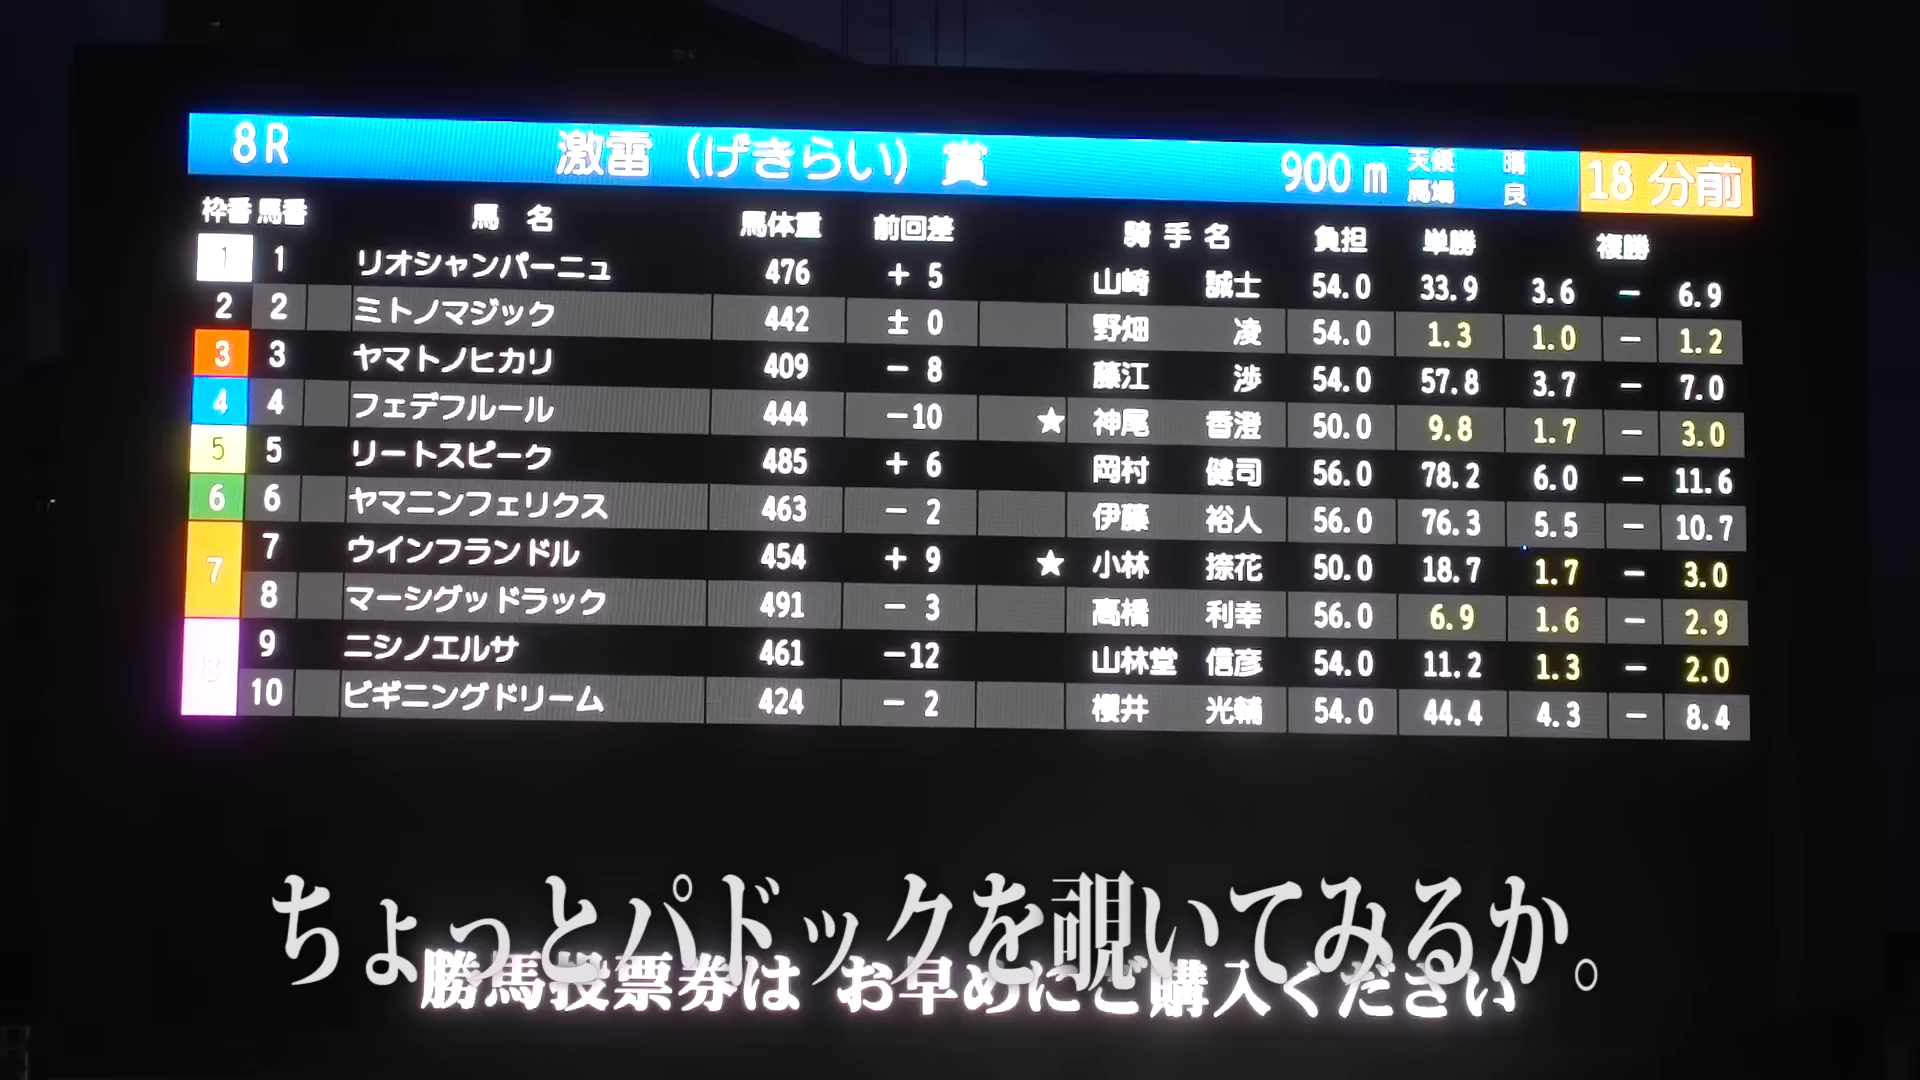 8R 激雷（げきらい）賞 900m 天候 晴 馬場 良 18分前
枠番 馬番 馬名 馬体重 前回差 騎手名 負担 単勝 複勝
1 1 リオシャンパーニュ 476 + 5 山崎 誠士 54.0 33.9 3.6 − 6.9
2 2 ミトノマジック 442 ± 0 野畑 凌 54.0 1.3 1.0 − 1.2
3 3 ヤマトノヒカリ 409 − 8 藤江 渉 54.0 57.8 3.7 − 7.0
4 4 フェデフルール 444 −10 ★ 神尾 香澄 50.0 9.8 1.7 − 3.0
5 5 リートスピーク 485 + 6 岡村 健司 56.0 78.2 6.0 − 11.6
6 6 ヤマニンフェリクス 463 − 2 伊藤 裕人 56.0 76.3 5.5 − 10.7
7 7 ウインフランドル 454 + 9 ★ 小林 捺花 50.0 18.7 1.7 − 3.0
8 マーシグッドラック 491 − 3 高橋 利幸 56.0 6.9 1.6 − 2.9
8 9 ニシノエルサ 461 −12 山林堂 信彦 54.0 11.2 1.3 − 2.0
10 ビギニングドリーム 424 − 2 櫻井 光輔 54.0 44.4 4.3 − 8.4
ちょっとパドックを覗いてみるか。
勝馬投票券は お早めにご購入ください